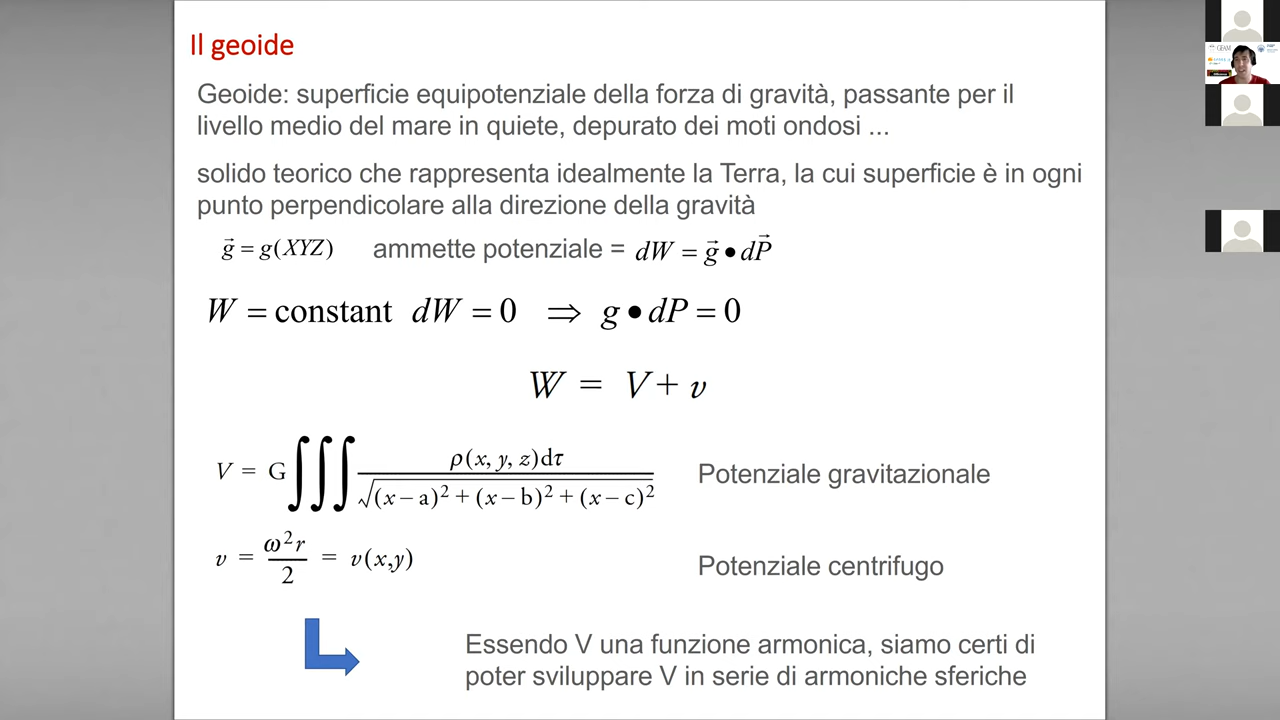 Il geoide
Geoide: superficie equipotenziale della forza di gravità, passante per il
livello medio del mare in quiete, depurato dei moti ondosi ...
solido teorico che rappresenta idealmente la Terra, la cui superficie è in ogni
punto perpendicolare alla direzione della gravità
g⃗ = g(XYZ) ammette potenziale = dW = g⃗ • dP⃗
W = constant dW = 0 ⇒ g • dP = 0
W = V + v
V = G∭ ρ(x, y, z)dτ / √(x – a)² + (x – b)² + (x – c)² Potenziale gravitazionale
v = ω²r / 2 = v(x,y) Potenziale centrifugo
Essendo V una funzione armonica, siamo certi di
poter sviluppare V in serie di armoniche sferiche
GEAM